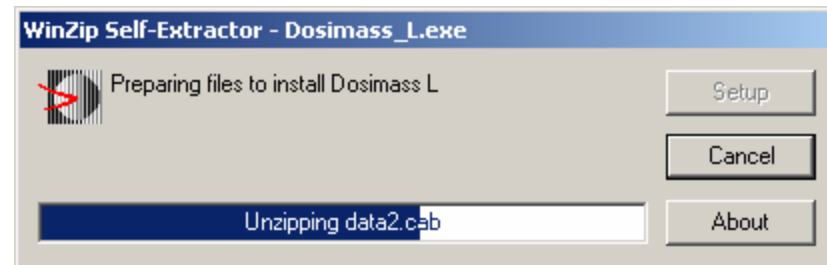 WinZip Self-Extractor - Dosimass_L.exe
Preparing files to install Dosimass L
Setup
Cancel
Unzipping data2.cab
About